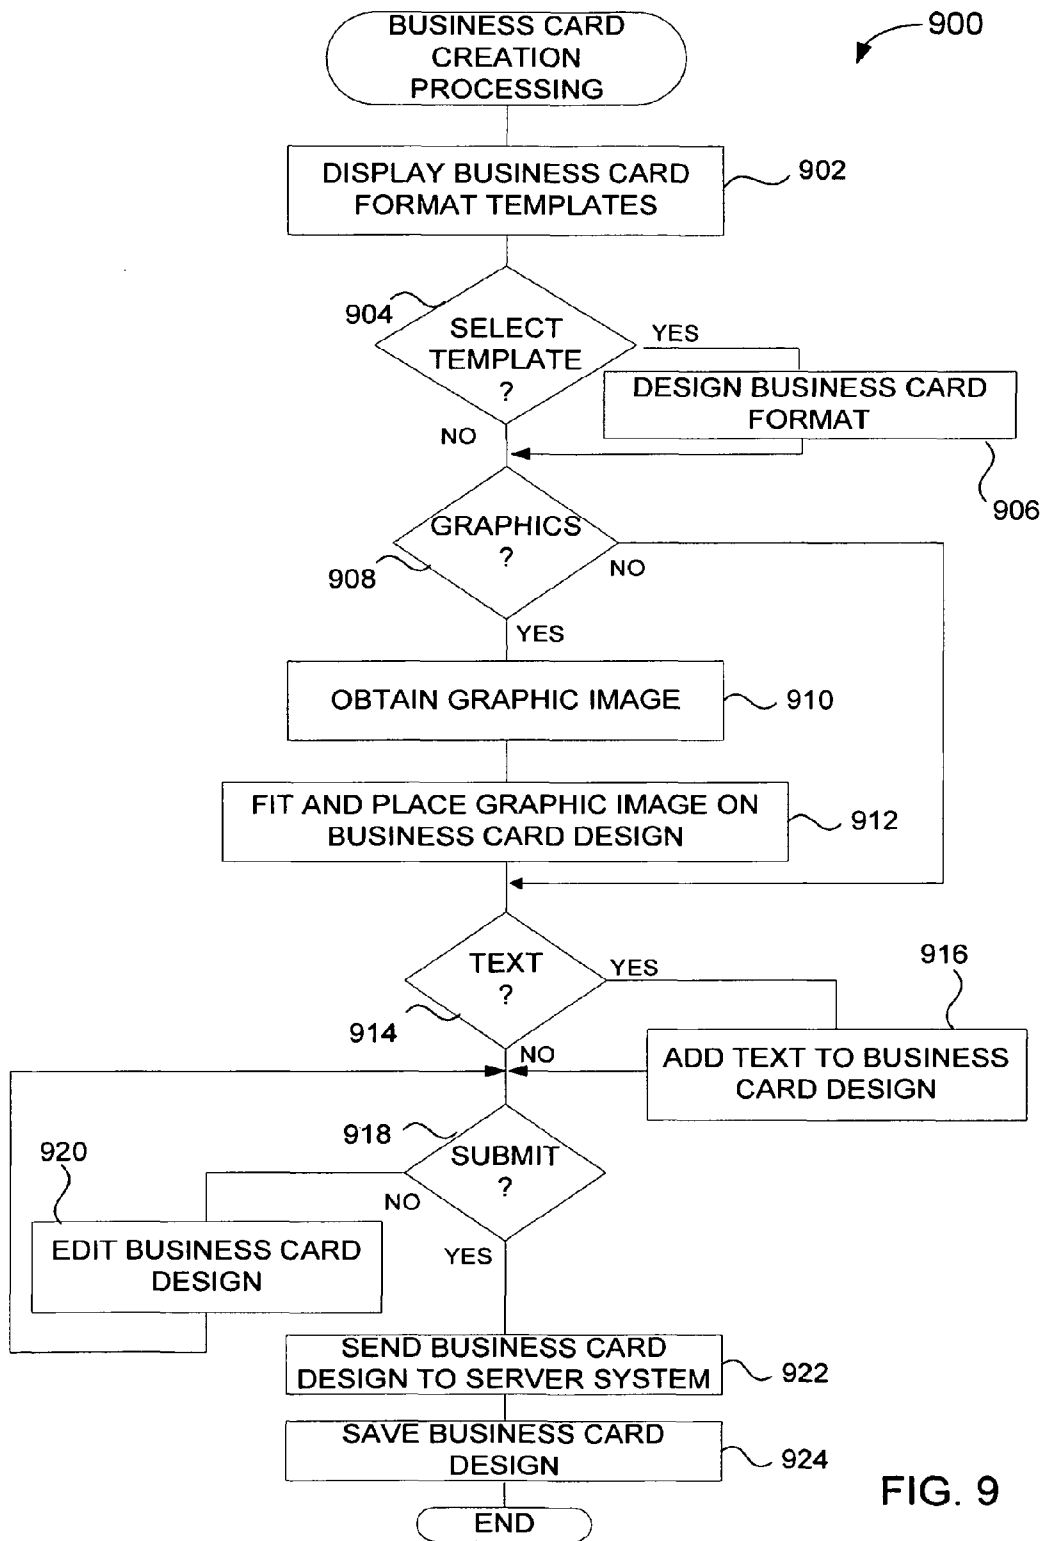 BUSINESS CARD
CREATION
PROCESSING
900
DISPLAY BUSINESS CARD
FORMAT TEMPLATES
902
904
SELECT
TEMPLATE
?
YES
NO
DESIGN BUSINESS CARD
FORMAT
906
GRAPHICS
?
908
NO
YES
OBTAIN GRAPHIC IMAGE
910
FIT AND PLACE GRAPHIC IMAGE ON
BUSINESS CARD DESIGN
912
TEXT
?
YES
914
NO
916
ADD TEXT TO BUSINESS
CARD DESIGN
918
SUBMIT
?
NO
YES
920
EDIT BUSINESS CARD
DESIGN
SEND BUSINESS CARD
DESIGN TO SERVER SYSTEM
922
SAVE BUSINESS CARD
DESIGN
924
END
FIG. 9